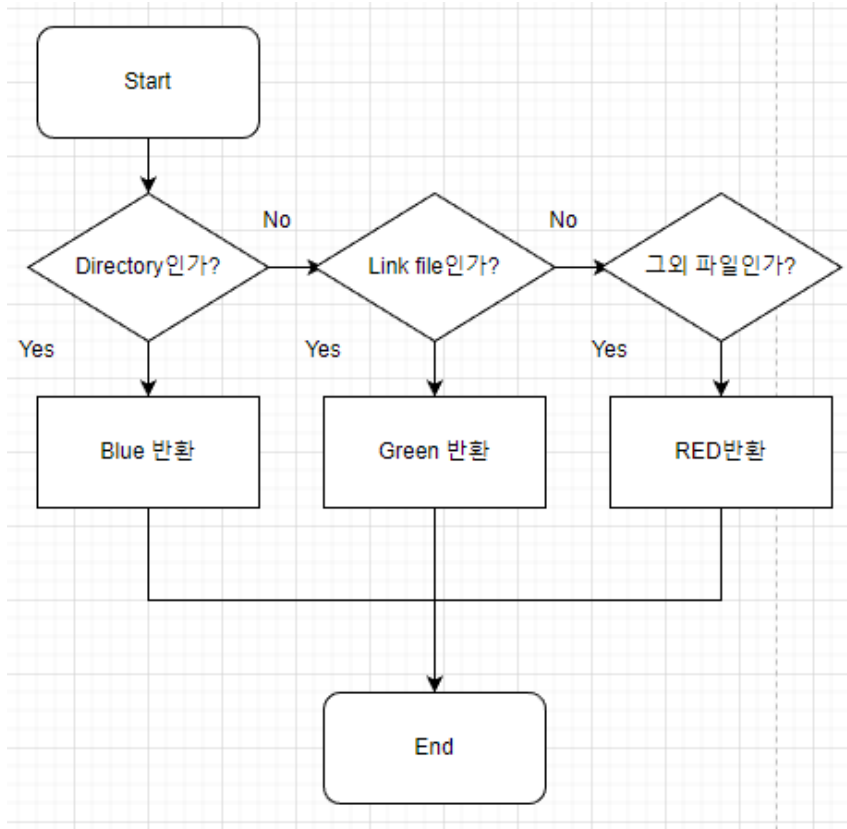 Start
Directory인가?
No
Link file인가?
No
그외 파일인가?
Yes
Yes
Yes
Blue 반환
Green 반환
RED반환
End